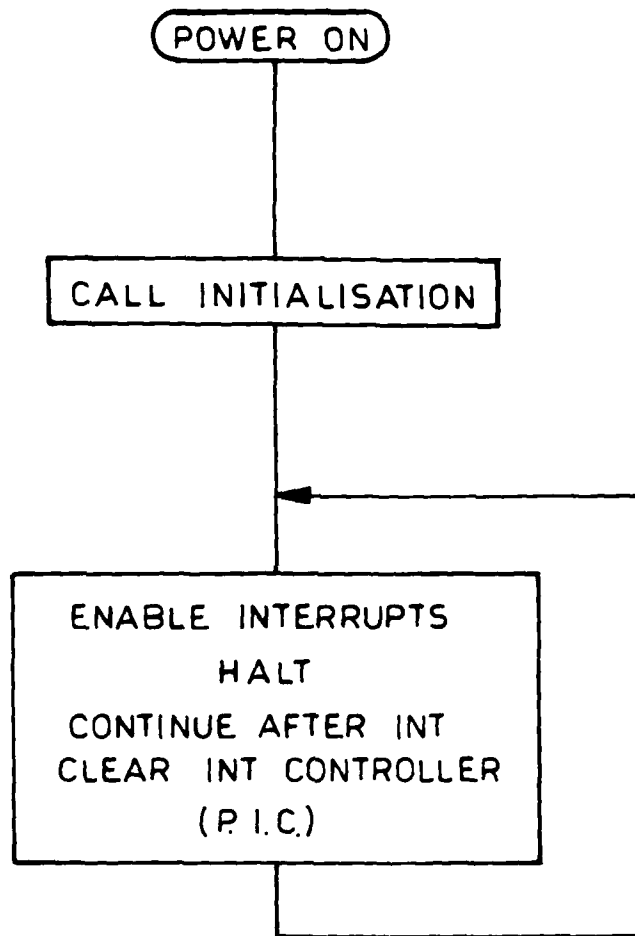 POWER ON
CALL INITIALISATION
ENABLE INTERRUPTS
HALT
CONTINUE AFTER INT
CLEAR INT CONTROLLER
(P.I.C.)